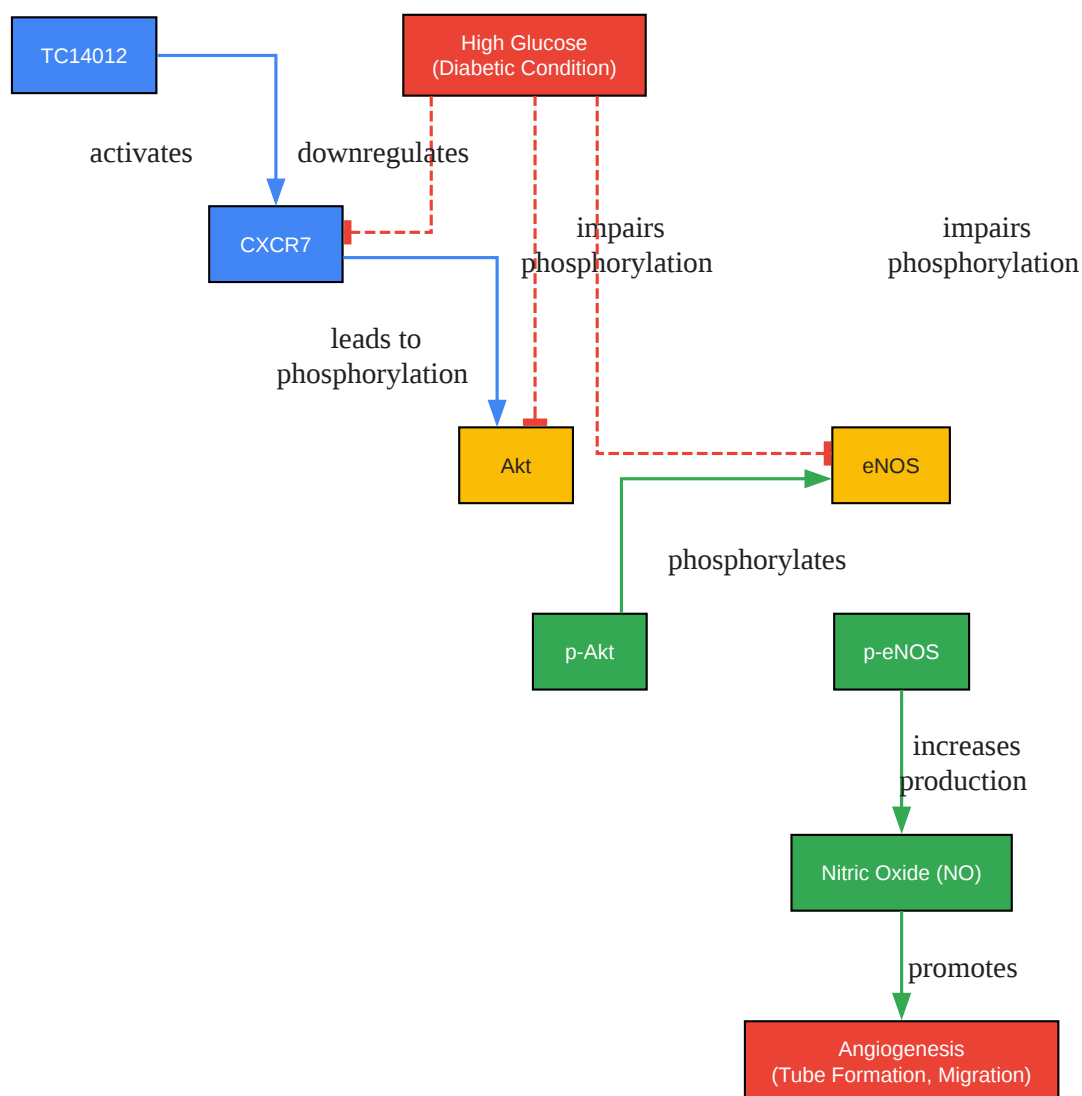 TC14012
High Glucose
(Diabetic Condition)
activates
downregulates
CXCR7
impairs
phosphorylation
impairs
phosphorylation
leads to
phosphorylation
Akt
eNOS
phosphorylates
p-Akt
p-eNOS
increases
production
Nitric Oxide (NO)
promotes
Angiogenesis
(Tube Formation, Migration)